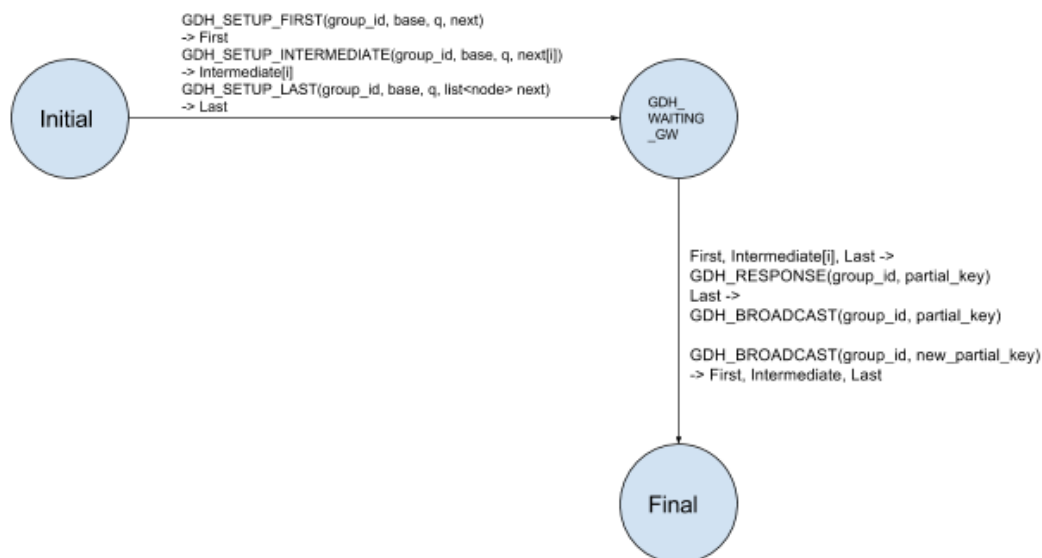 GDH_SETUP_FIRST(group_id, base, q, next)
-> First
GDH_SETUP_INTERMEDIATE(group_id, base, q, next[i])
-> Intermediate[i]
GDH_SETUP_LAST(group_id, base, q, list<node> next)
-> Last
Initial
GDH_
WAITING
_GW
First, Intermediate[i], Last ->
GDH_RESPONSE(group_id, partial_key)
Last ->
GDH_BROADCAST(group_id, partial_key)
GDH_BROADCAST(group_id, new_partial_key)
-> First, Intermediate, Last
Final